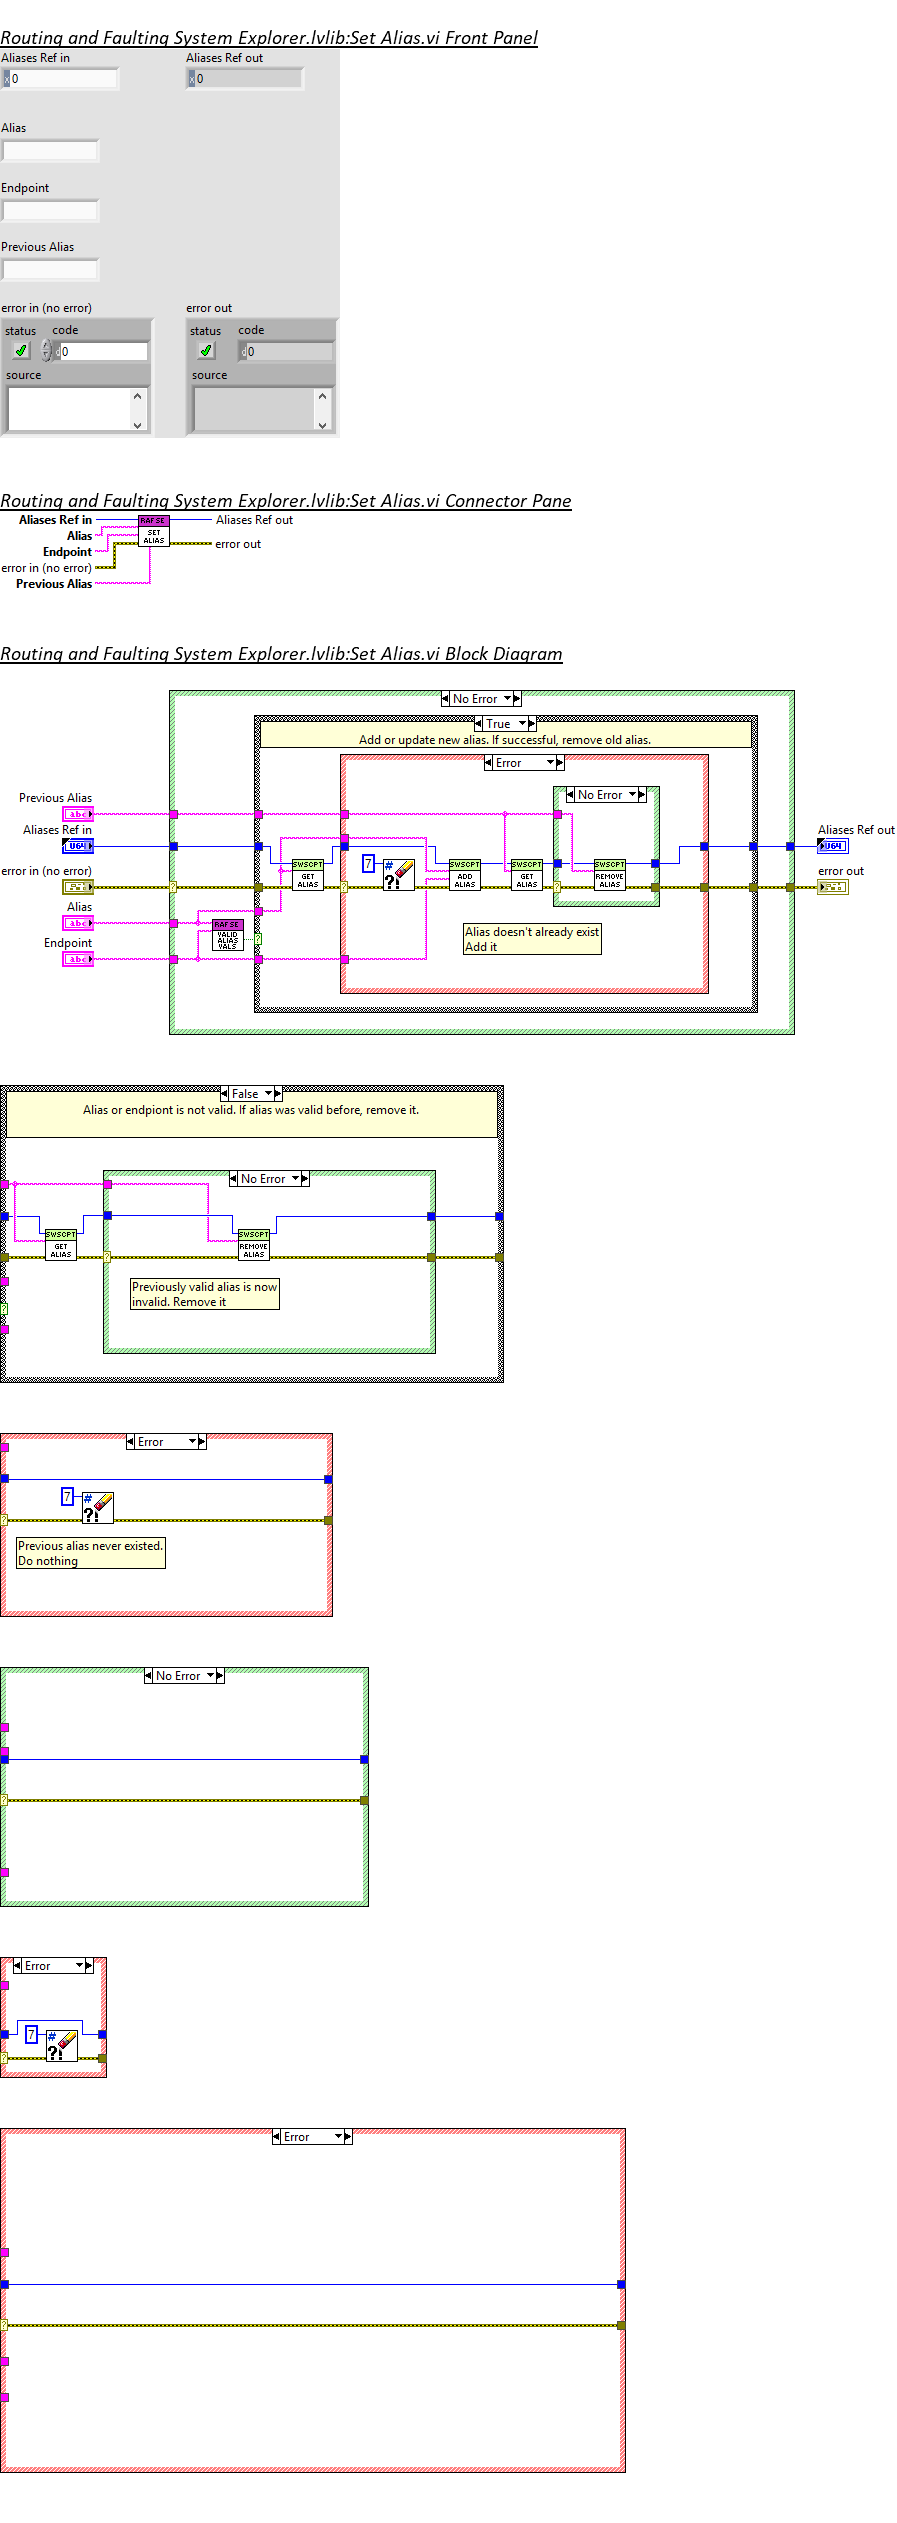 Routing and Faulting System Explorer.lvlib:Set Alias.vi Front Panel
Aliases Ref in
Aliases Ref out
x 0
x 0
Alias
Endpoint
Previous Alias
error in (no error)
error out
status
code
status
code
d 0
d 0
source
source
Routing and Faulting System Explorer.lvlib:Set Alias.vi Connector Pane
Aliases Ref in
Alias
Endpoint
error in (no error)
Previous Alias
RAFSE
SET
ALIAS
Aliases Ref out
error out
Routing and Faulting System Explorer.lvlib:Set Alias.vi Block Diagram
No Error
True
Add or update new alias. If successful, remove old alias.
Error
No Error
Previous Alias
abc
Aliases Ref in
U64
error in (no error)
Alias
abc
Endpoint
abc
RAFSE
VALID
ALIAS
VALS
?
SWSCPT
GET
ALIAS
?
7
#
?!
SWSCPT
ADD
ALIAS
SWSCPT
GET
ALIAS
?
SWSCPT
REMOVE
ALIAS
Alias doesn't already exist
Add it
Aliases Ref out
U64
error out
False
Alias or endpiont is not valid. If alias was valid before, remove it.
No Error
SWSCPT
GET
ALIAS
?
SWSCPT
REMOVE
ALIAS
Previously valid alias is now
invalid. Remove it
?
Error
7
#
?!
?
Previous alias never existed.
Do nothing
No Error
?
Error
7
#
?!
?
Error
?